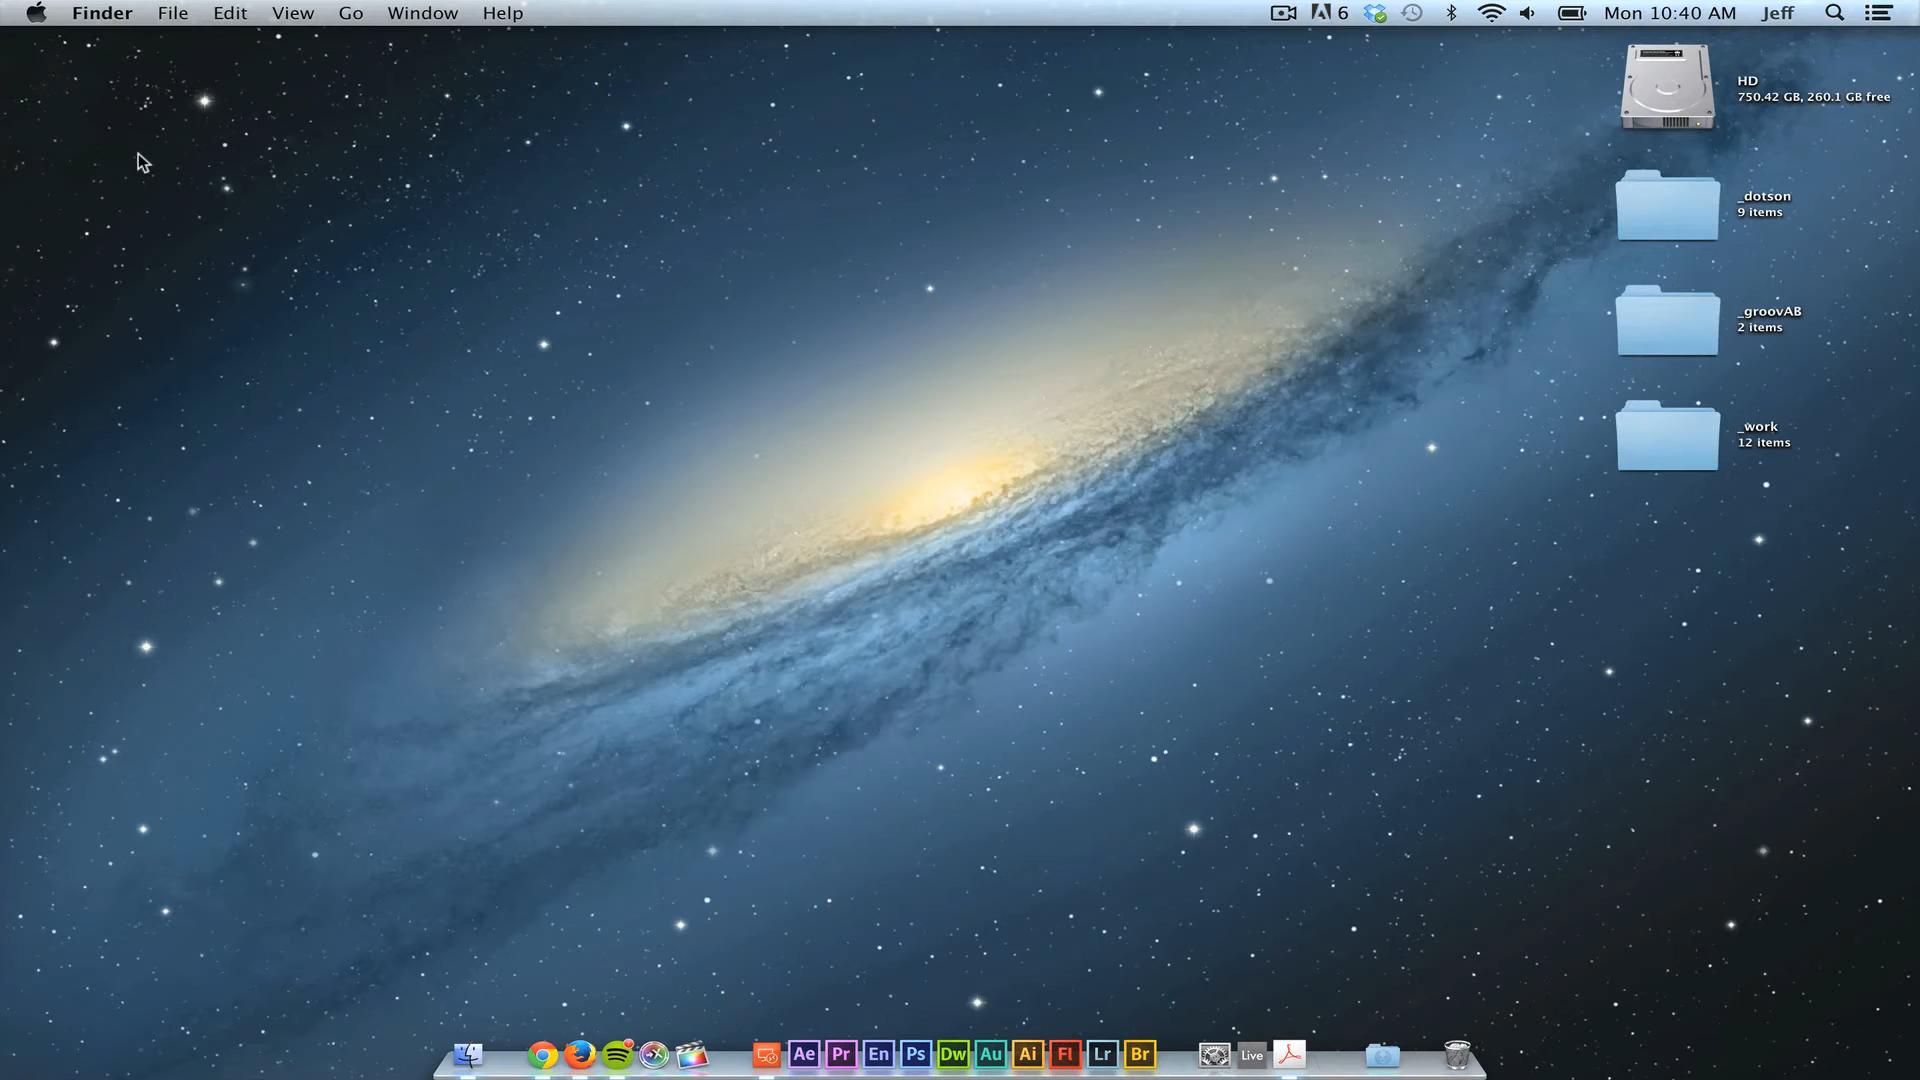 Finder File Edit View Go Window Help 6 Mon 10:40 AM Jeff
HD
750.42 GB, 260.1 GB free
_dotson
9 items
_groovAB
2 items
_work
12 items
Ae Pr En Ps Dw Au Ai Fl Lr Br Live